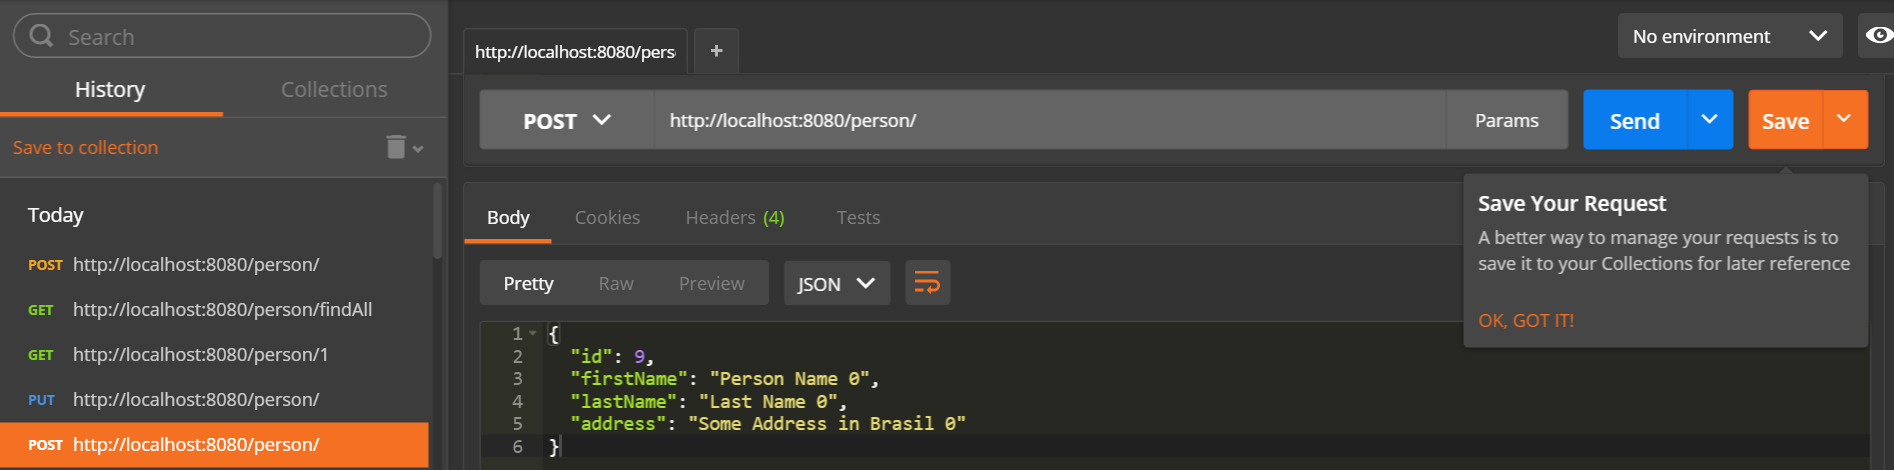 Search
History
Collections
Save to collection
Today
POST http://localhost:8080/person/
GET http://localhost:8080/person/findAll
GET http://localhost:8080/person/1
PUT http://localhost:8080/person/
POST http://localhost:8080/person/
http://localhost:8080/pers
+
No environment
POST
http://localhost:8080/person/
Params
Send
Save
Body
Cookies
Headers (4)
Tests
Save Your Request
A better way to manage your requests is to
save it to your Collections for later reference
OK, GOT IT!
Pretty
Raw
Preview
JSON
1 {
2 "id": 9,
3 "firstName": "Person Name 0",
4 "lastName": "Last Name 0",
5 "address": "Some Address in Brasil 0"
6 }